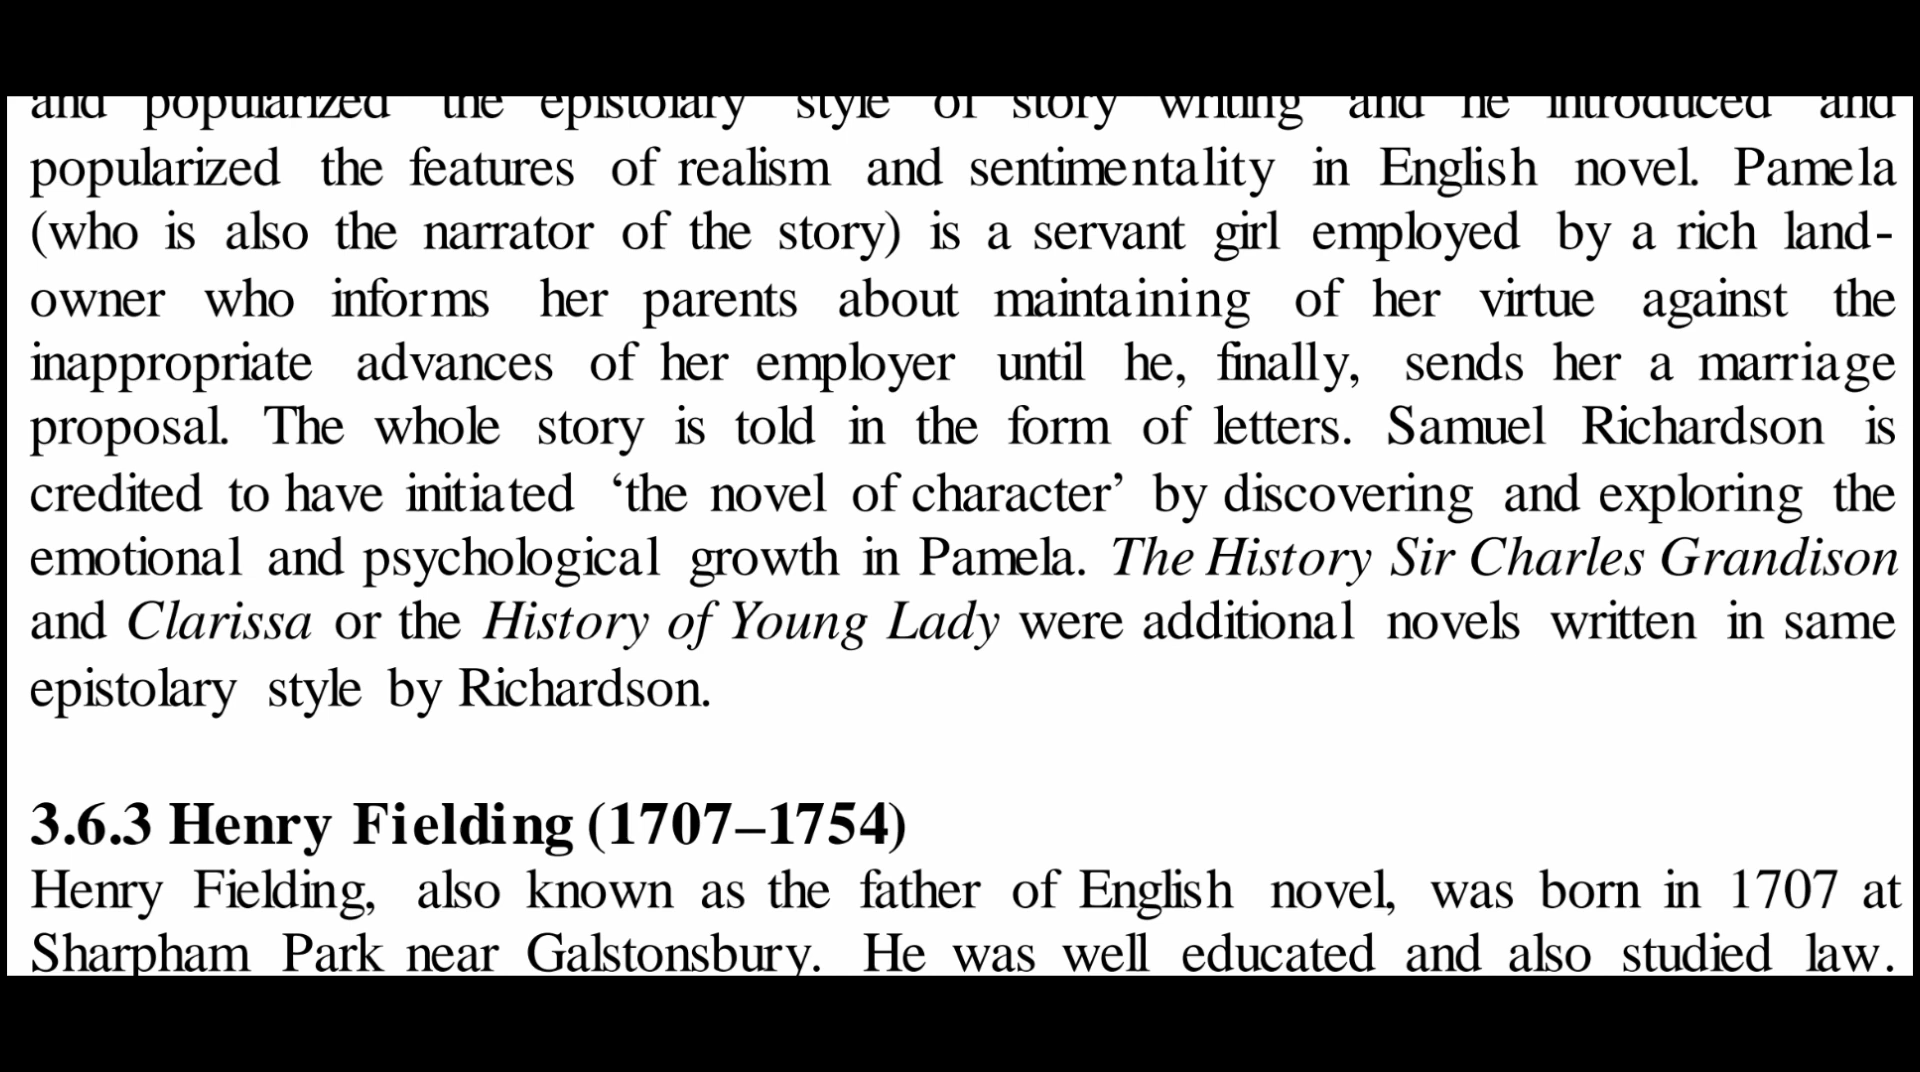 and popularized the epistolary style of story writing and he introduced and
popularized the features of realism and sentimentality in English novel. Pamela
(who is also the narrator of the story) is a servant girl employed by a rich land-
owner who informs her parents about maintaining of her virtue against the
inappropriate advances of her employer until he, finally, sends her a marriage
proposal. The whole story is told in the form of letters. Samuel Richardson is
credited to have initiated ‘the novel of character’ by discovering and exploring the
emotional and psychological growth in Pamela. The History Sir Charles Grandison
and Clarissa or the History of Young Lady were additional novels written in same
epistolary style by Richardson.
3.6.3 Henry Fielding (1707–1754)
Henry Fielding, also known as the father of English novel, was born in 1707 at
Sharpham Park near Galstonsbury. He was well educated and also studied law.